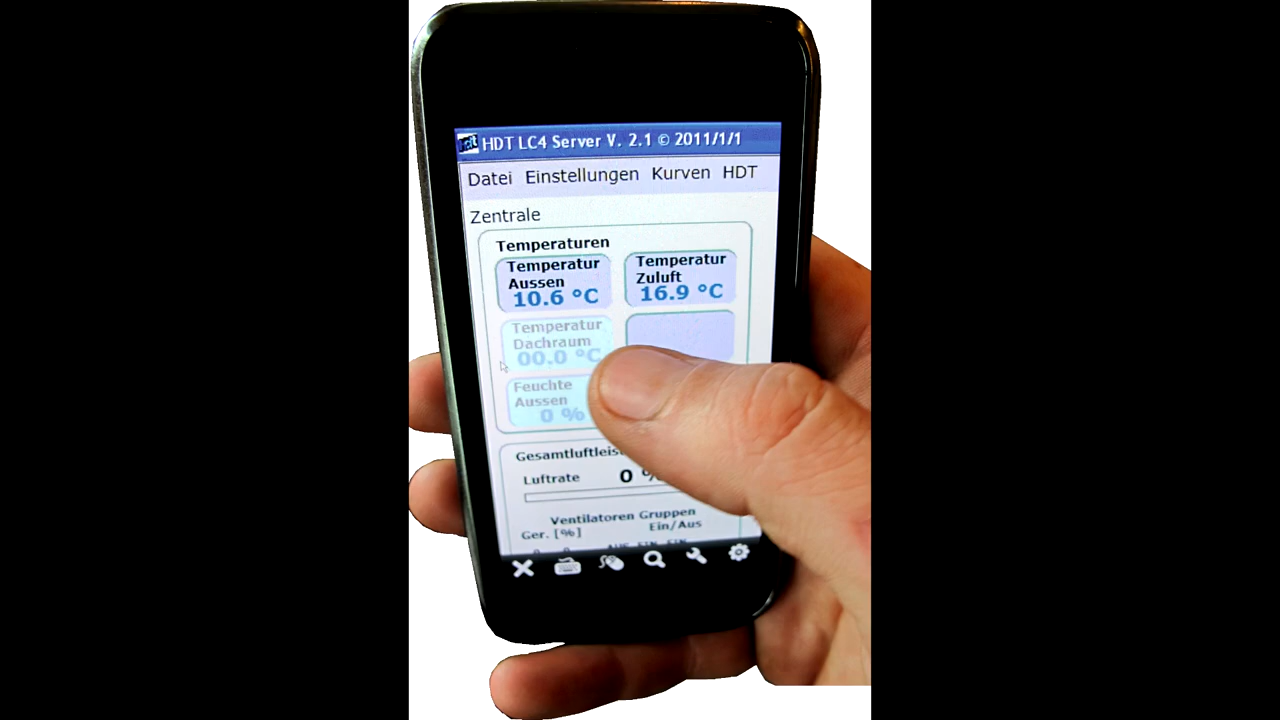 HDT LC4 Server V. 2.1 © 2011/1/1
Datei Einstellungen Kurven HDT
Zentrale
Temperaturen
Temperatur Aussen
10.6 °C
Temperatur Zuluft
16.9 °C
Temperatur Dachraum
00.0 °C
Feuchte Aussen
0 %
Luftrate 0 %
Ventilatoren Gruppen
Ger. [%] Ein/Aus